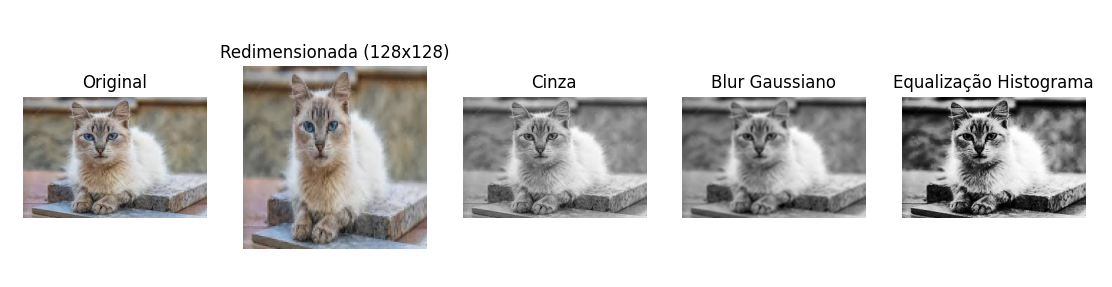 Original
Redimensionada (128x128)
Cinza
Blur Gaussiano
Equalização Histograma